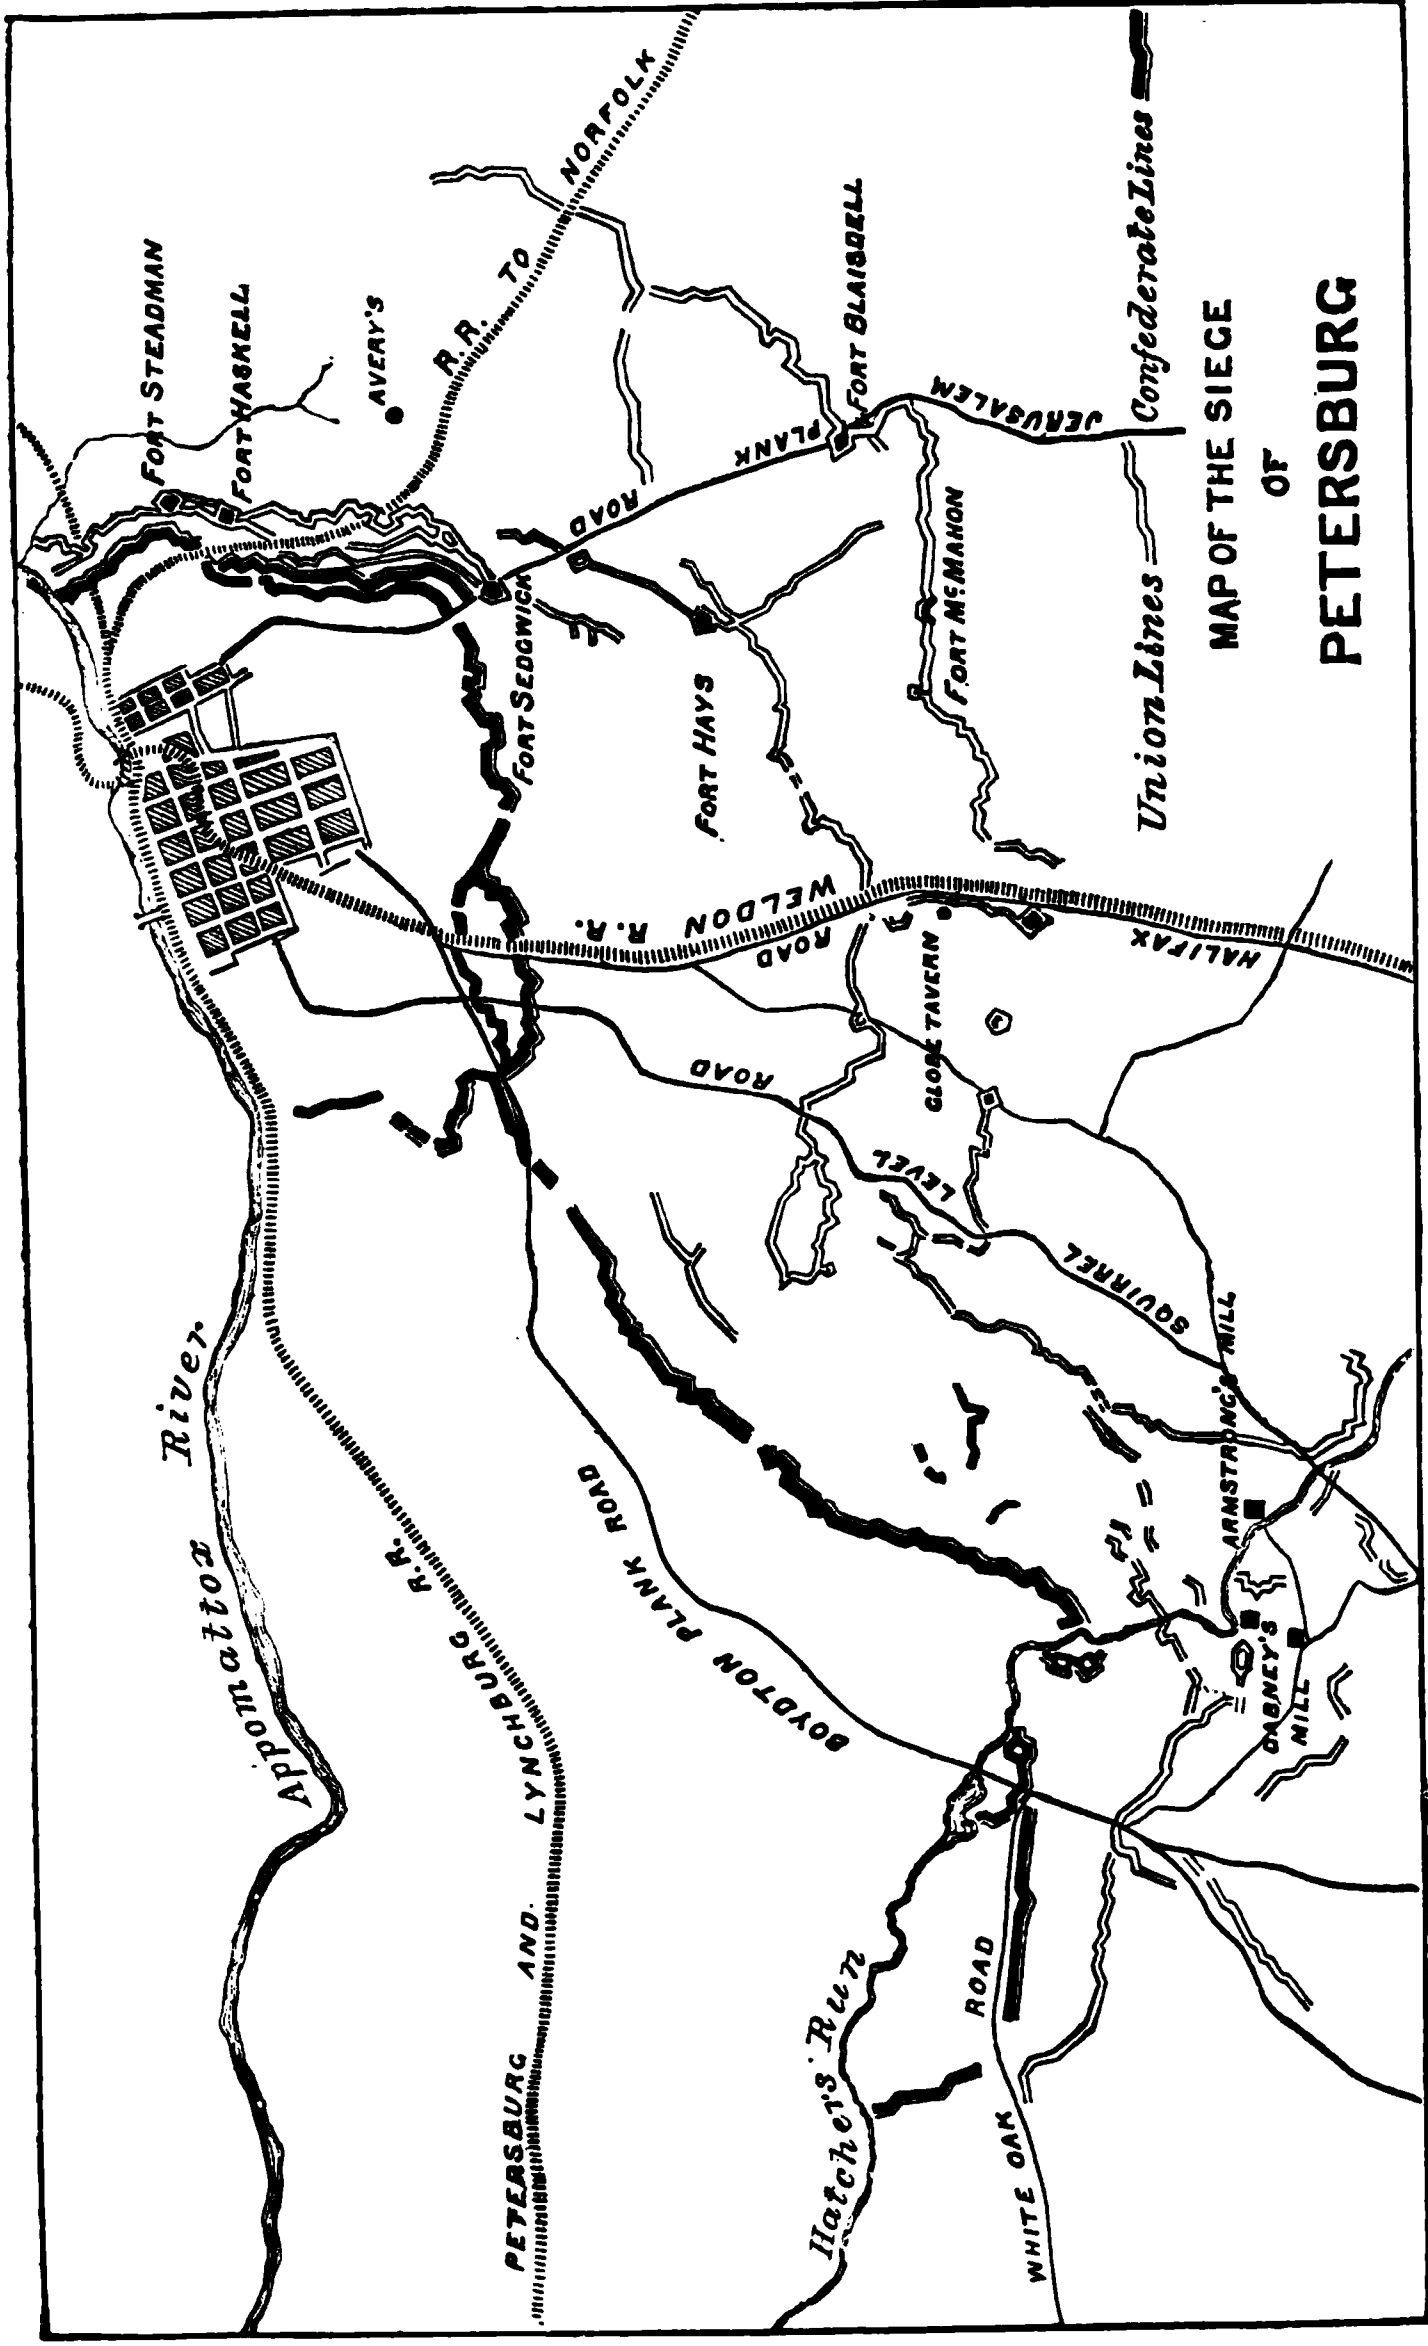 Appomattox River
PETERSBURG AND LYNCHBURG R.R.
BOYDTON PLANK ROAD
Hatcher's Run
WHITE OAK ROAD
FORT STEADMAN
FORT HASKELL
AVERY'S
R.R. TO NORFOLK
FORT SEDGWICK
JERUSALEM PLANK ROAD
FORT BLAISDELL
FORT HAYS
FORT McMAHON
WELDON R.R.
HALIFAX ROAD
GLOBE TAVERN
SQUIRREL LEVEL ROAD
ARMSTRONG'S MILL
DABNEY'S
MILL
Union Lines
Confederate Lines
MAP OF THE SIEGE
OF
PETERSBURG